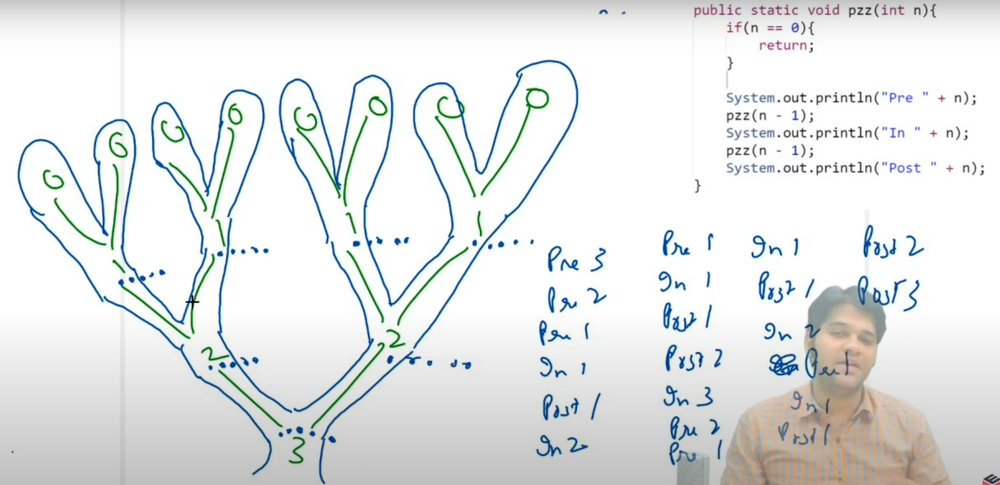 public static void pzz(int n){
if(n == 0){
return;
}
System.out.println("Pre " + n);
pzz(n - 1);
System.out.println("In " + n);
pzz(n - 1);
System.out.println("Post " + n);
}
0 0 0 0 0 0 0 0
1 1 1 1
2 2
3
Pre 3
Pre 2
Pre 1
In 1
Post 1
In 2
Pre 1
In 1
Post 1
Post 2
In 3
Pre 2
Pre 1
In 1
Post 1
In 2
Pre 1
In 1
Post 1
Post 2
Post 3